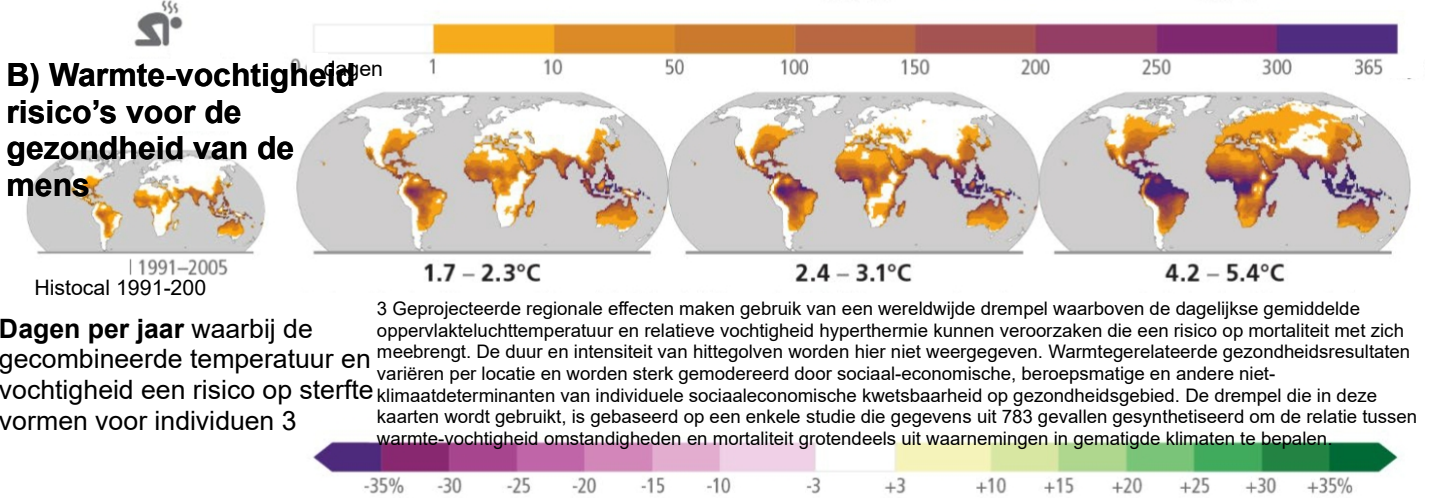 B) Warmte-vochtigheid
risico's voor de
gezondheid van de
mens
0 dagen 1 10 50 100 150 200 250 300 365
1991–2005
Histocal 1991-200
1.7 – 2.3°C
2.4 – 3.1°C
4.2 – 5.4°C
Dagen per jaar waarbij de
gecombineerde temperatuur en
vochtigheid een risico op sterfte
vormen voor individuen 3
3 Geprojecteerde regionale effecten maken gebruik van een wereldwijde drempel waarboven de dagelijkse gemiddelde
oppervlakteluchttemperatuur en relatieve vochtigheid hyperthermie kunnen veroorzaken die een risico op mortaliteit met zich
meebrengt. De duur en intensiteit van hittegolven worden hier niet weergegeven. Warmtegerelateerde gezondheidsresultaten
variëren per locatie en worden sterk gemodereerd door sociaal-economische, beroepsmatige en andere niet-
klimaatdeterminanten van individuele sociaaleconomische kwetsbaarheid op gezondheidsgebied. De drempel die in deze
kaarten wordt gebruikt, is gebaseerd op een enkele studie die gegevens uit 783 gevallen gesynthetiseerd om de relatie tussen
warmte-vochtigheid omstandigheden en mortaliteit grotendeels uit waarnemingen in gematigde klimaten te bepalen.
-35% -30 -25 -20 -15 -10 -3 +3 +10 +15 +20 +25 +30 +35%